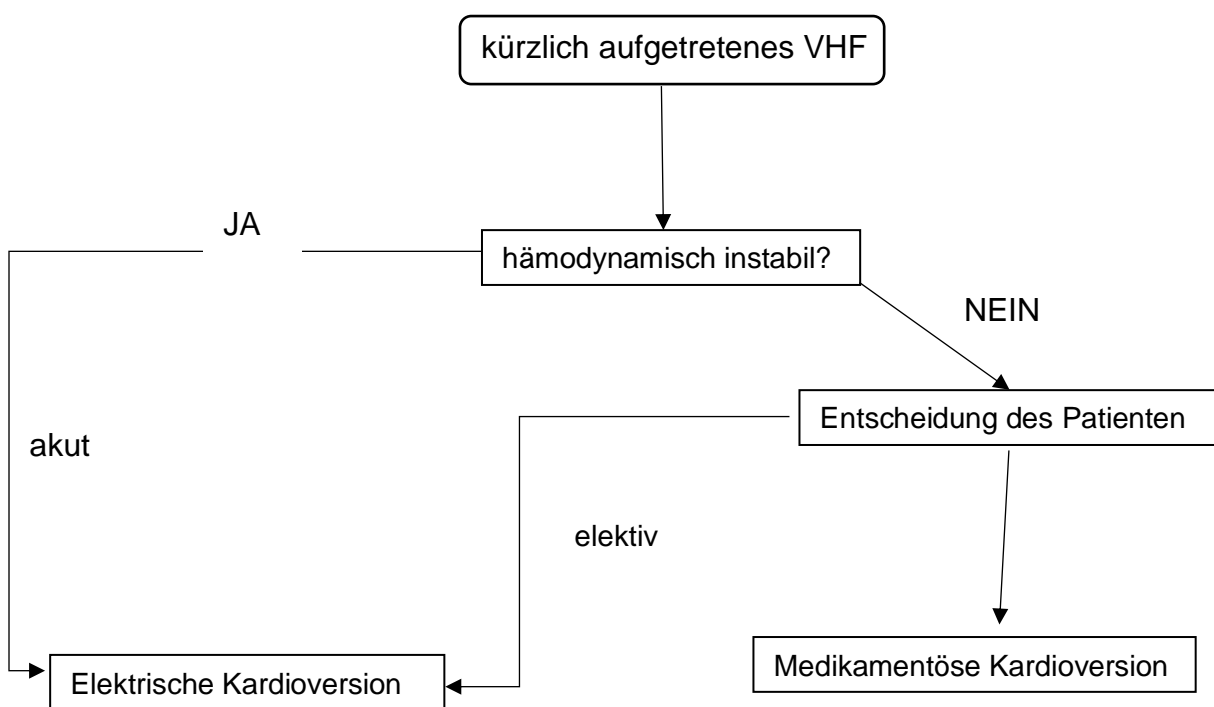 kürzlich aufgetretenes VHF
JA
hämodynamisch instabil?
NEIN
Entscheidung des Patienten
akut
elektiv
Medikamentöse Kardioversion
Elektrische Kardioversion